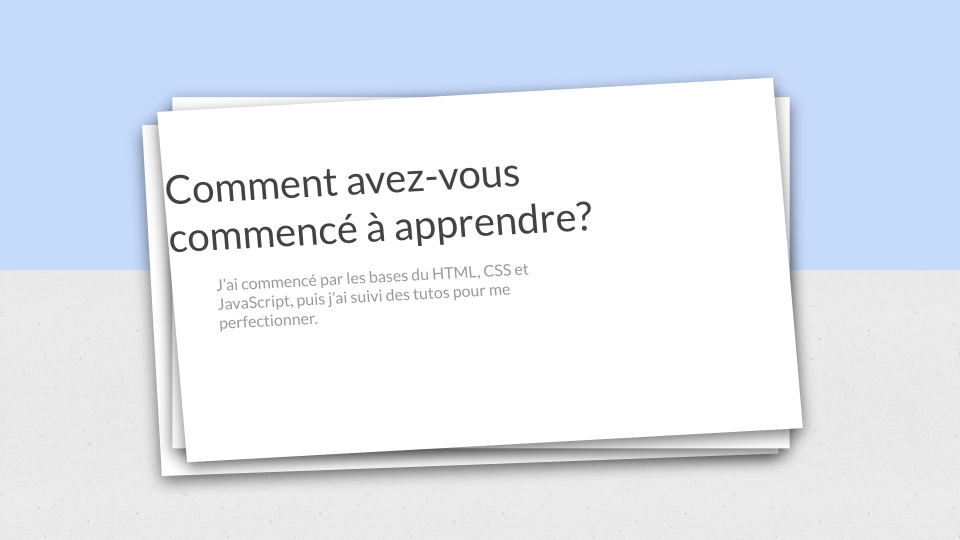 Comment avez-vous
commencé à apprendre?
J’ai commencé par les bases du HTML, CSS et
JavaScript, puis j’ai suivi des tutos pour me
perfectionner.